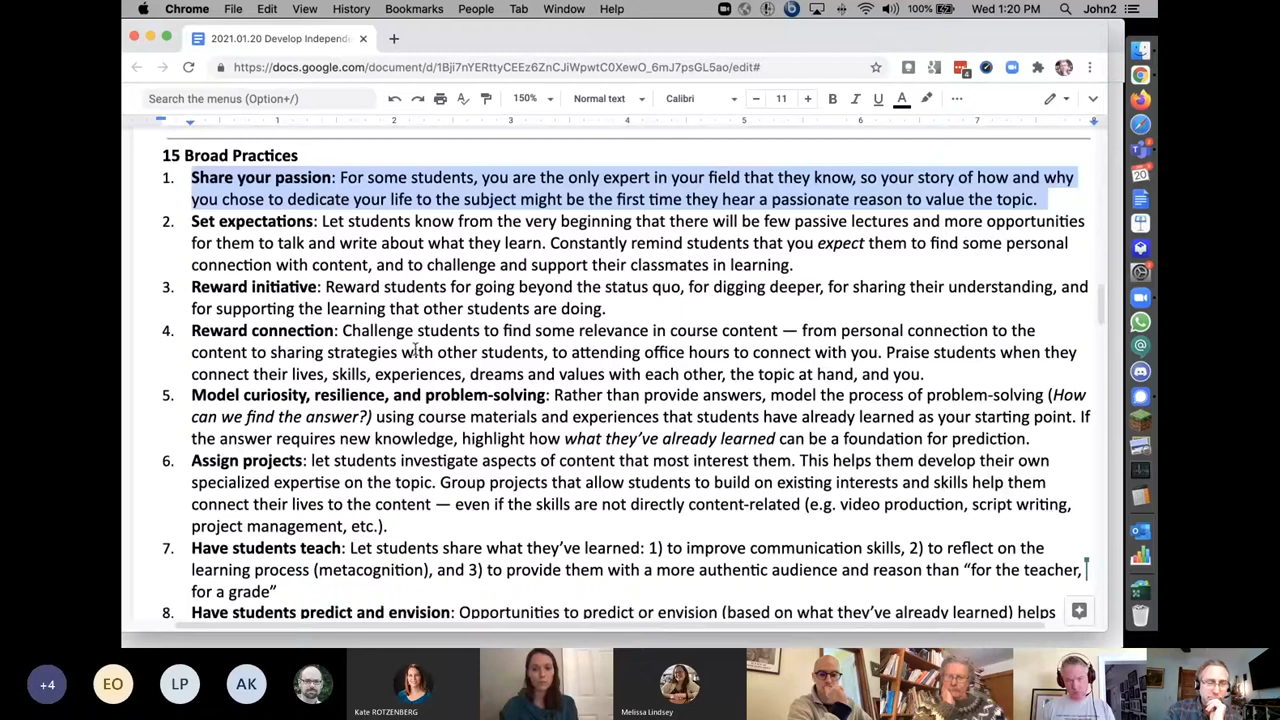 Chrome File Edit View History Bookmarks People Tab Window Help 100% Wed 1:20 PM John2
2021.01.20 Develop Independe
Search the menus (Option+/) 150% Normal text Calibri 11
1 2 3 4 5 6 7 8
15 Broad Practices
1. Share your passion: For some students, you are the only expert in your field that they know, so your story of how and why
you chose to dedicate your life to the subject might be the first time they hear a passionate reason to value the topic.
2. Set expectations: Let students know from the very beginning that there will be few passive lectures and more opportunities
for them to talk and write about what they learn. Constantly remind students that you expect them to find some personal
connection with content, and to challenge and support their classmates in learning.
3. Reward initiative: Reward students for going beyond the status quo, for digging deeper, for sharing their understanding, and
for supporting the learning that other students are doing.
4. Reward connection: Challenge students to find some relevance in course content — from personal connection to the
content to sharing strategies with other students, to attending office hours to connect with you. Praise students when they
connect their lives, skills, experiences, dreams and values with each other, the topic at hand, and you.
5. Model curiosity, resilience, and problem-solving: Rather than provide answers, model the process of problem-solving (How
can we find the answer?) using course materials and experiences that students have already learned as your starting point. If
the answer requires new knowledge, highlight how what they've already learned can be a foundation for prediction.
6. Assign projects: let students investigate aspects of content that most interest them. This helps them develop their own
specialized expertise on the topic. Group projects that allow students to build on existing interests and skills help them
connect their lives to the content — even if the skills are not directly content-related (e.g. video production, script writing,
project management, etc.).
7. Have students teach: Let students share what they've learned: 1) to improve communication skills, 2) to reflect on the
learning process (metacognition), and 3) to provide them with a more authentic audience and reason than “for the teacher,
for a grade”
8. Have students predict and envision: Opportunities to predict or envision (based on what they've already learned) helps
+4 EO LP AK
Kate ROTZENBERG Melissa Lindsey